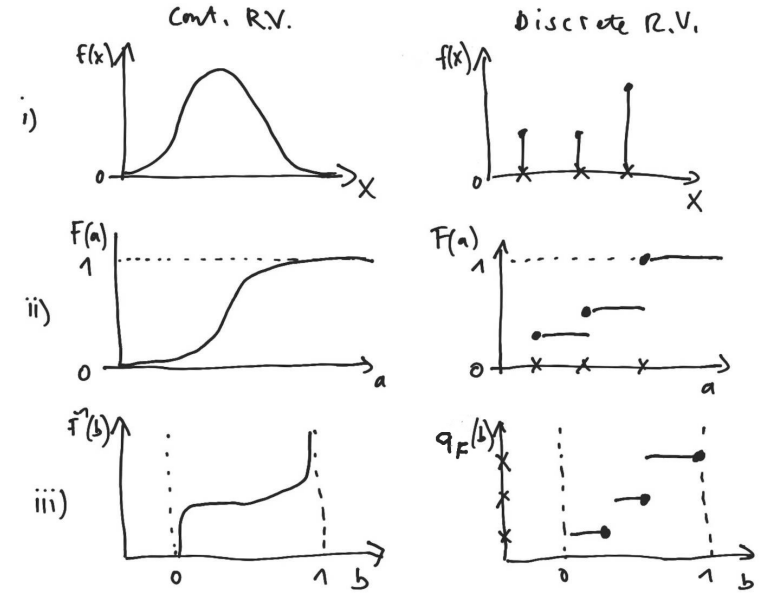 Cont. R.V. Discrete R.V.
i)
f(x) f(x)
0 x 0 x
ii)
F(a) F(a)
1 1
0 a 0 a
iii)
F⁻¹(b) q_F(b)
0 1 b 0 1 b